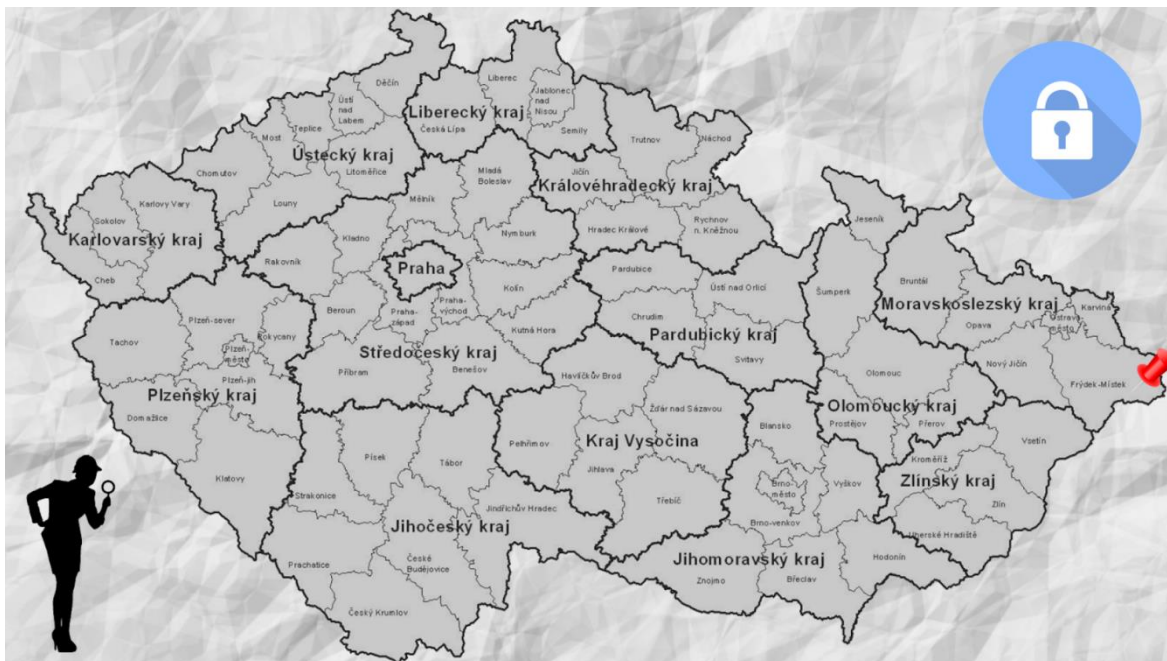 Děčín
Liberec
Ústí
nad
Labem
Jablonec
nad
Nisou
Liberecký kraj
Teplice
Česká Lípa
Semily
Most
Trutnov
Náchod
Ústecký kraj
Chomutov
Litoměřice
Mladá
Boleslav
Jičín
Královéhradecký kraj
Karlovy Vary
Louny
Mělník
Sokolov
Rychnov
n. Kněžnou
Jeseník
Karlovarský kraj
Kladno
Nymburk
Hradec Králové
Cheb
Rakovník
Praha
Pardubice
Bruntál
Ústí nad Orlicí
Šumperk
Kolín
Moravskoslezský kraj
Beroun
Praha-
západ
Praha-
východ
Karviná
Plzeň-sever
Chrudim
Opava
Ostrava-
město
Rokycany
Kutná Hora
Pardubický kraj
Tachov
Plzeň-
město
Středočeský kraj
Svitavy
Nový Jičín
Příbram
Benešov
Havlíčkův Brod
Olomouc
Frýdek-Místek
Plzeň-jih
Plzeňský kraj
Olomoucký kraj
Domažlice
Žďár nad Sázavou
Prostějov
Přerov
Blansko
Pelhřimov
Kraj Vysočina
Vsetín
Písek
Tábor
Kroměříž
Klatovy
Jihlava
Zlínský kraj
Strakonice
Brno-
město
Vyškov
Třebíč
Zlín
Jindřichův Hradec
Jihočeský kraj
Brno-venkov
Uherské Hradiště
České
Budějovice
Jihomoravský kraj
Hodonín
Prachatice
Znojmo
Břeclav
Český Krumlov